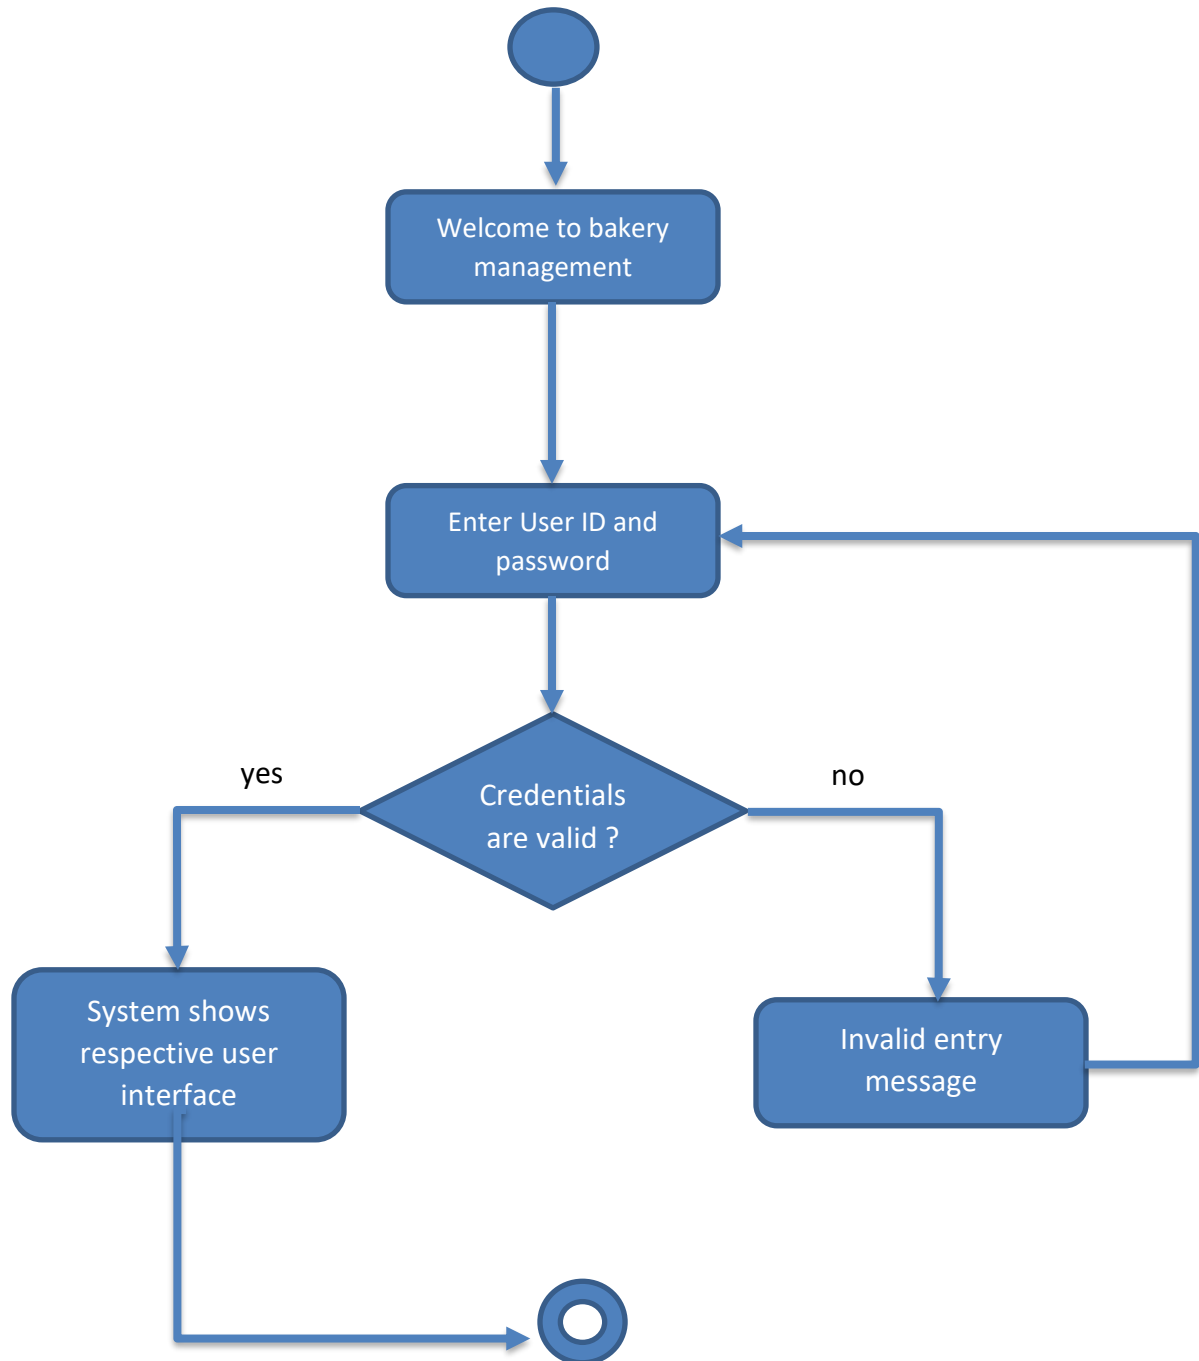 Welcome to bakery
management
Enter User ID and
password
yes
no
Credentials
are valid ?
System shows
respective user
interface
Invalid entry
message